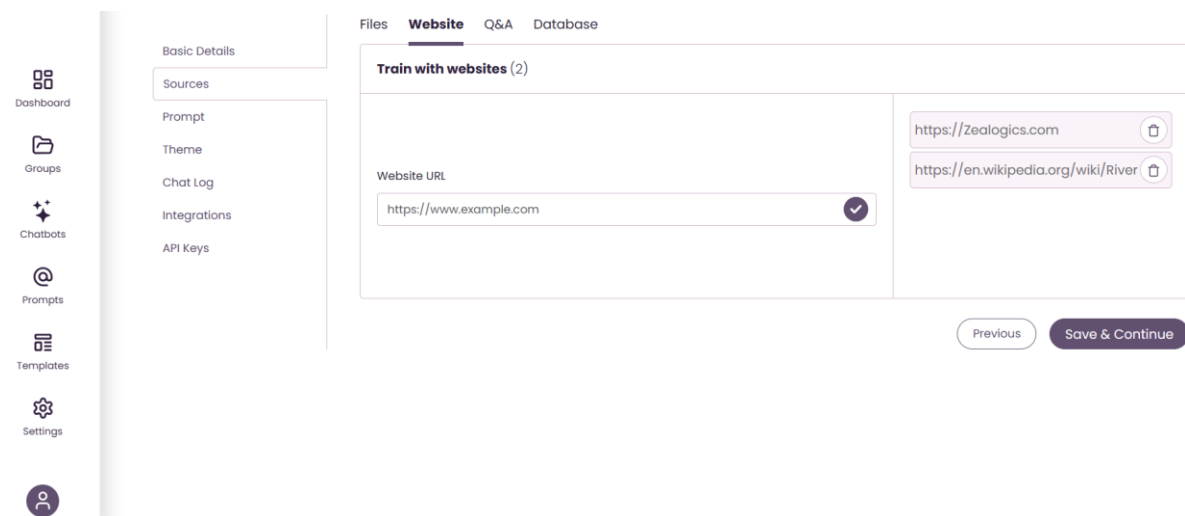 Dashboard
Groups
Chatbots
Prompts
Templates
Settings
Basic Details
Sources
Prompt
Theme
Chat Log
Integrations
API Keys
Files Website Q&A Database
Train with websites (2)
Website URL
https://www.example.com
https://Zealogics.com
https://en.wikipedia.org/wiki/River
Previous Save & Continue